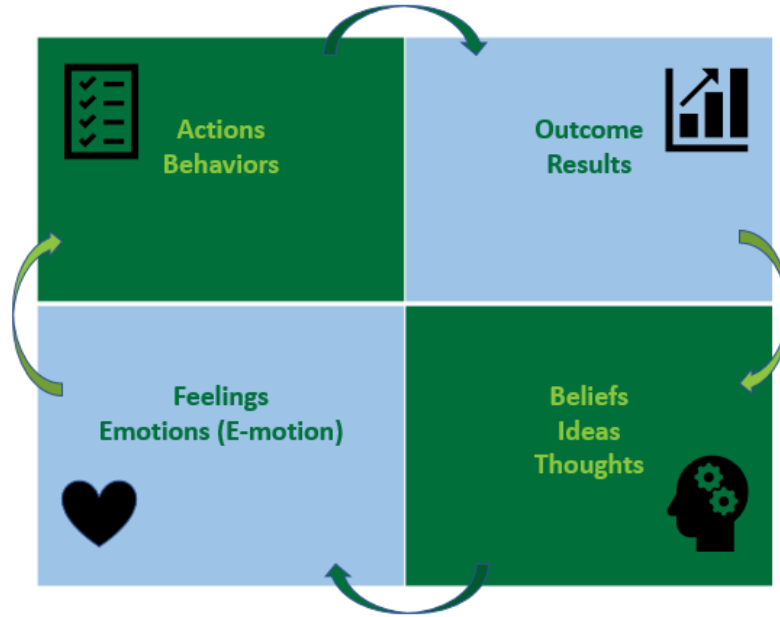 Actions
Behaviors
Outcome
Results
Feelings
Emotions (E-motion)
Beliefs
Ideas
Thoughts